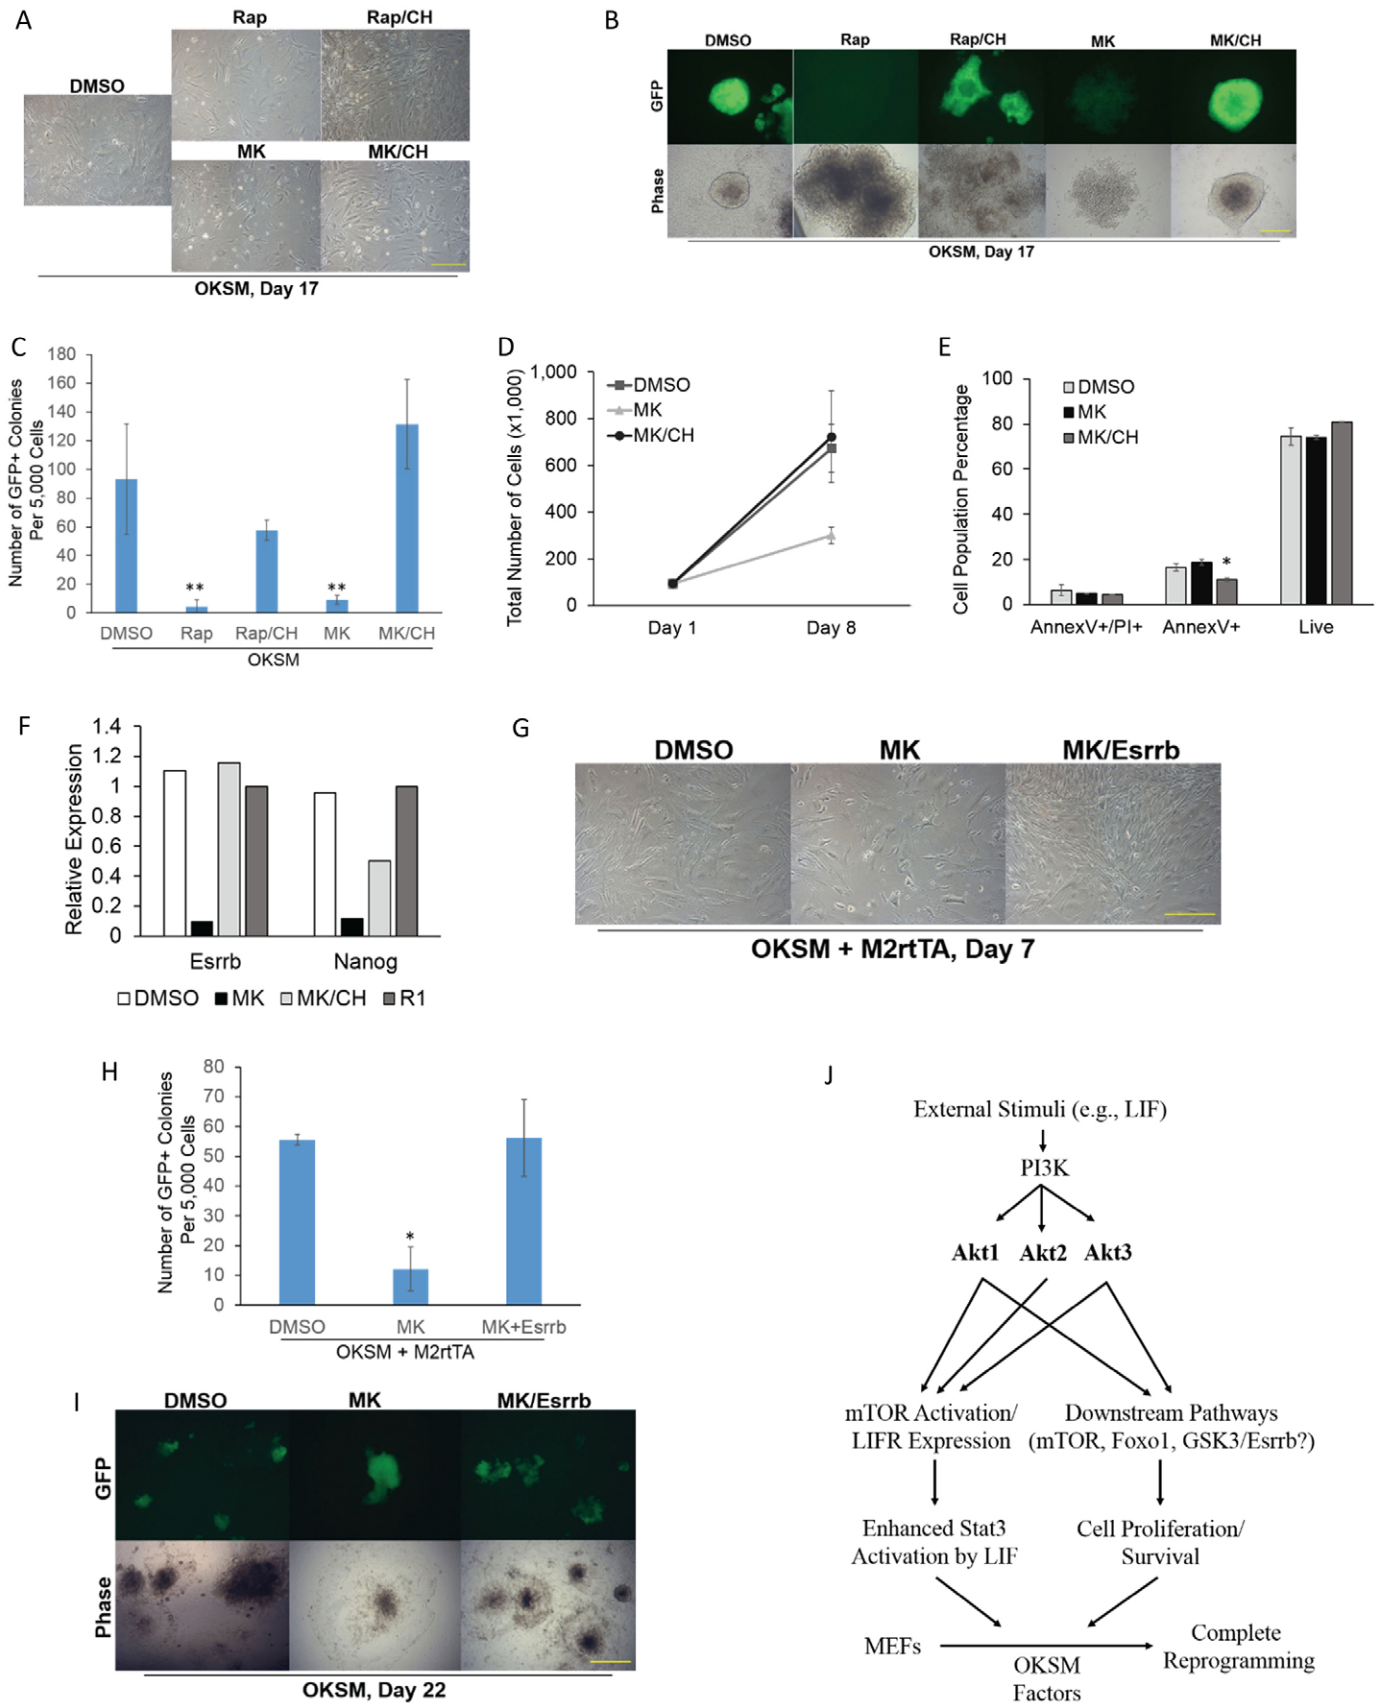 A
Rap
Rap/CH
DMSO
MK
MK/CH
OKSM, Day 17
B
DMSO
Rap
Rap/CH
MK
MK/CH
GFP
Phase
OKSM, Day 17
C
Number of GFP+ Colonies
Per 5,000 Cells
180
160
140
120
100
80
60
40
20
0
**
**
DMSO
Rap
Rap/CH
MK
MK/CH
OKSM
D
Total Number of Cells (x1,000)
1,000
800
600
400
200
0
DMSO
MK
MK/CH
Day 1
Day 8
E
Cell Population Percentage
100
80
60
40
20
0
DMSO
MK
MK/CH
*
AnnexV+/PI+
AnnexV+
Live
F
Relative Expression
1.4
1.2
1
0.8
0.6
0.4
0.2
0
Esrrb
Nanog
DMSO
MK
MK/CH
R1
G
DMSO
MK
MK/Esrrb
OKSM + M2rtTA, Day 7
H
Number of GFP+ Colonies
Per 5,000 Cells
80
70
60
50
40
30
20
10
0
*
DMSO
MK
MK+Esrrb
OKSM + M2rtTA
I
DMSO
MK
MK/Esrrb
GFP
Phase
OKSM, Day 22
J
External Stimuli (e.g., LIF)
PI3K
Akt1 Akt2 Akt3
mTOR Activation/
LIFR Expression
Downstream Pathways
(mTOR, Foxo1, GSK3/Esrrb?)
Enhanced Stat3
Activation by LIF
Cell Proliferation/
Survival
MEFs
OKSM
Factors
Complete
Reprogramming